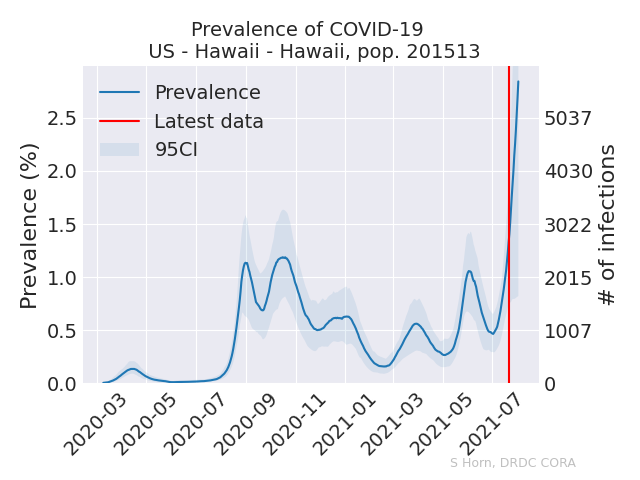 Prevalence of COVID-19
US - Hawaii - Hawaii, pop. 201513
Prevalence
Latest data
95CI
Prevalence (%)
2.5
2.0
1.5
1.0
0.5
0.0
5037
4030
3022
2015
1007
0
# of infections
2020-03
2020-05
2020-07
2020-09
2020-11
2021-01
2021-03
2021-05
2021-07
S Horn, DRDC CORA